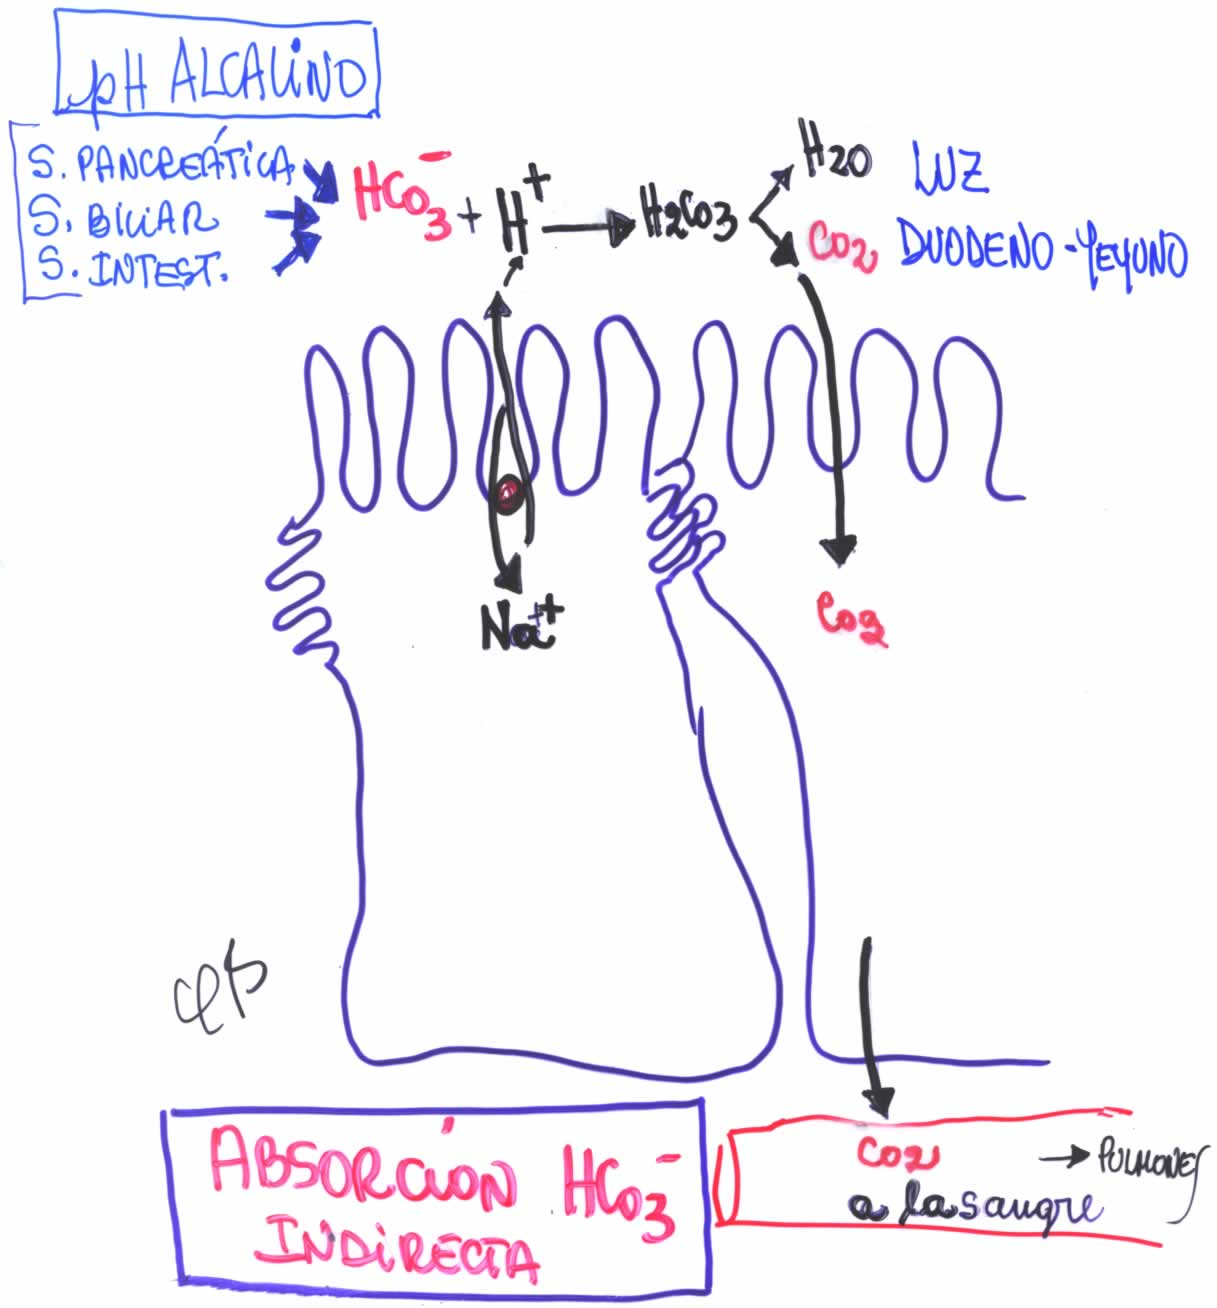 pH ALCALINO
S. PANCREÁTICA
S. BILIAR
S. INTEST.
HCO3⁻ + H⁺ → H2CO3
H2O
CO2
LUZ
DUODENO - YEYUNO
Na⁺⁺
CO2
ABSORCIÓN HCO3⁻
INDIRECTA
CO2 → PULMONES
a la sangre